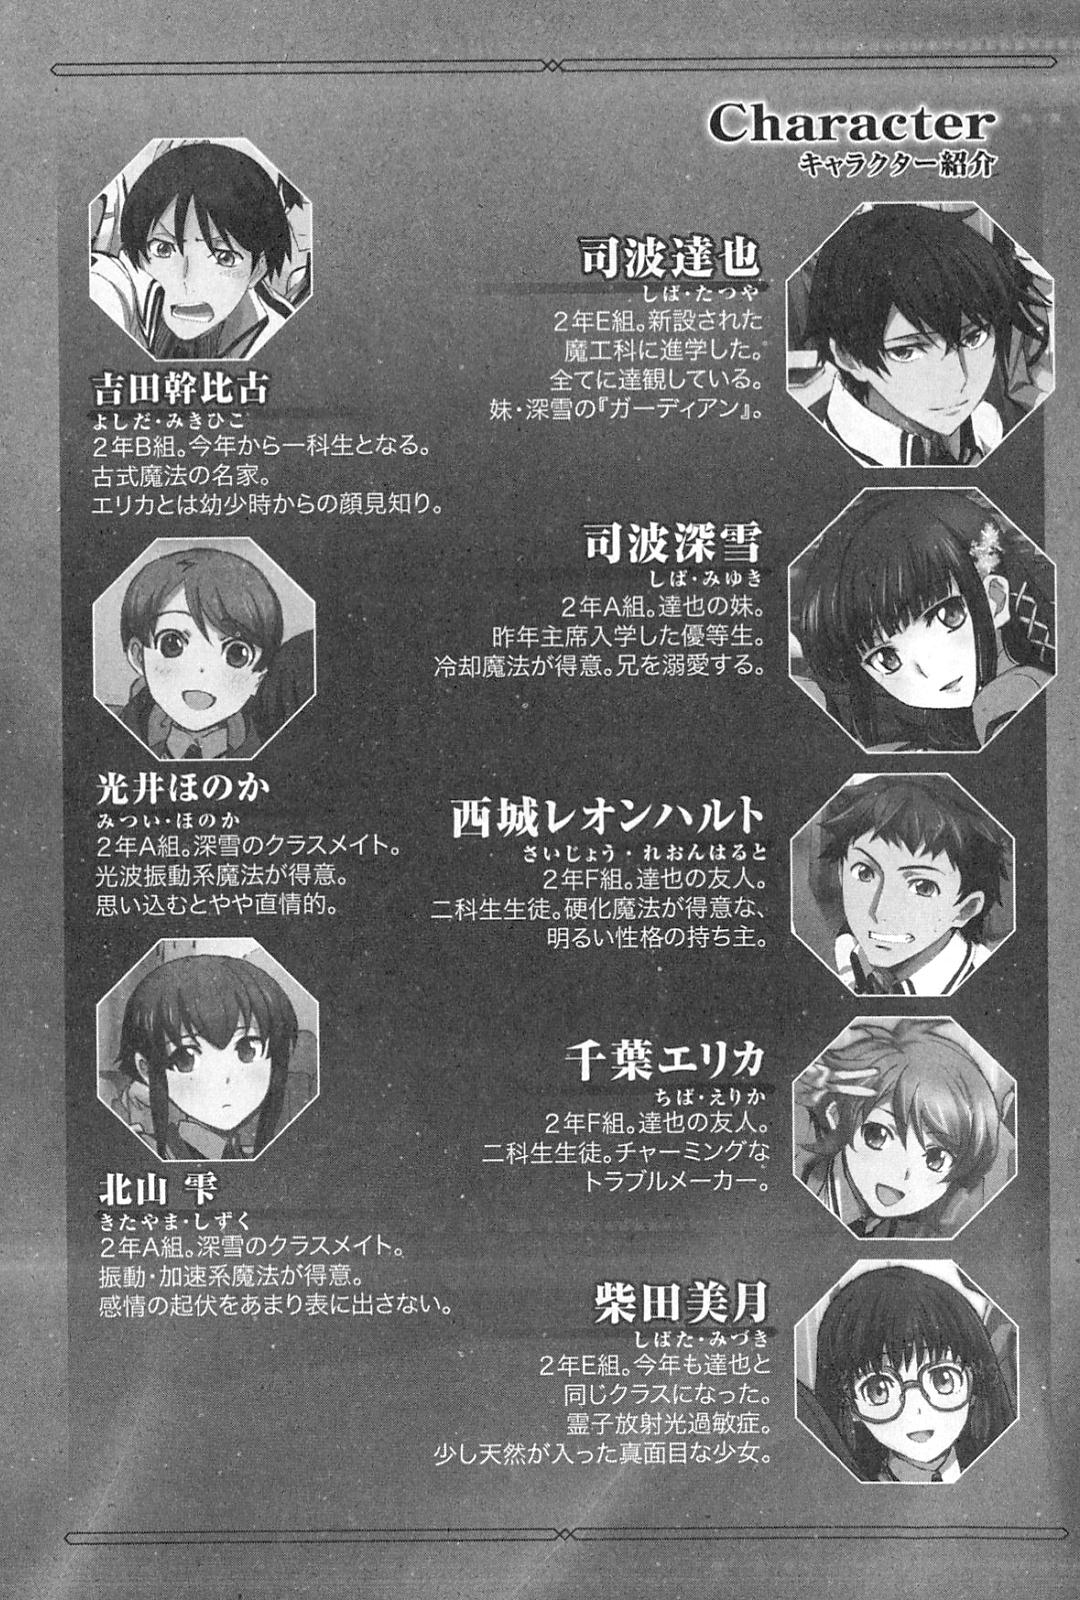 Character
キャラクター紹介
司波達也
しば・たつや
2年E組。新設された
魔工科に進学した。
全てに達観している。
妹・深雪の『ガーディアン』。
司波深雪
しば・みゆき
2年A組。達也の妹。
昨年主席入学した優等生。
冷却魔法が得意。兄を溺愛する。
西城レオンハルト
さいじょう・れおんはると
2年F組。達也の友人。
二科生生徒。硬化魔法が得意な、
明るい性格の持ち主。
千葉エリカ
ちば・えりか
2年F組。達也の友人。
二科生生徒。チャーミングな
トラブルメーカー。
柴田美月
しばた・みづき
2年E組。今年も達也と
同じクラスになった。
霊子放射光過敏症。
少し天然が入った真面目な少女。
吉田幹比古
よしだ・みきひこ
2年B組。今年から一科生となる。
古式魔法の名家。
エリカとは幼少時からの顔見知り。
光井ほのか
みつい・ほのか
2年A組。深雪のクラスメイト。
光波振動系魔法が得意。
思い込むとやや直情的。
北山 雫
きたやま・しずく
2年A組。深雪のクラスメイト。
振動・加速系魔法が得意。
感情の起伏をあまり表に出さない。